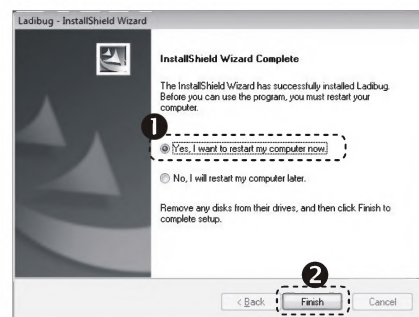 Ladibug - InstallShield Wizard
InstallShield Wizard Complete
The InstallShield Wizard has successfully installed Ladibug.
Before you can use the program, you must restart your
computer.
1
Yes, I want to restart my computer now.
No, I will restart my computer later.
Remove any disks from their drives, and then click Finish to
complete setup.
2
< Back Finish Cancel